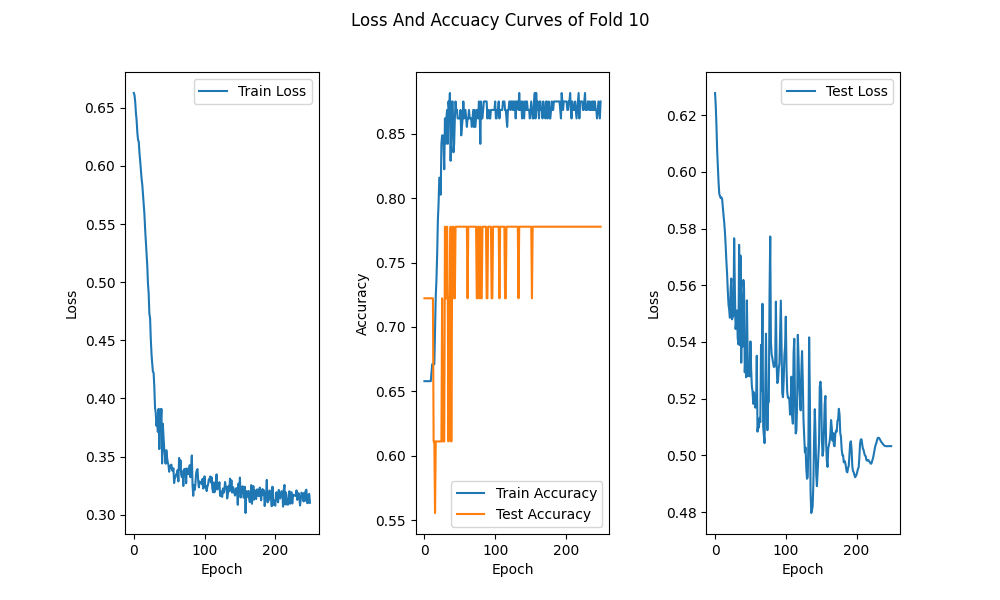 Loss And Accuacy Curves of Fold 10
Train Loss
0.65
0.60
0.55
0.50
0.45
0.40
0.35
0.30
Loss
0
100
200
Epoch
0.85
0.80
0.75
0.70
0.65
0.60
0.55
Accuracy
Train Accuracy
Test Accuracy
0
100
200
Epoch
Test Loss
0.62
0.60
0.58
0.56
0.54
0.52
0.50
0.48
Loss
0
100
200
Epoch